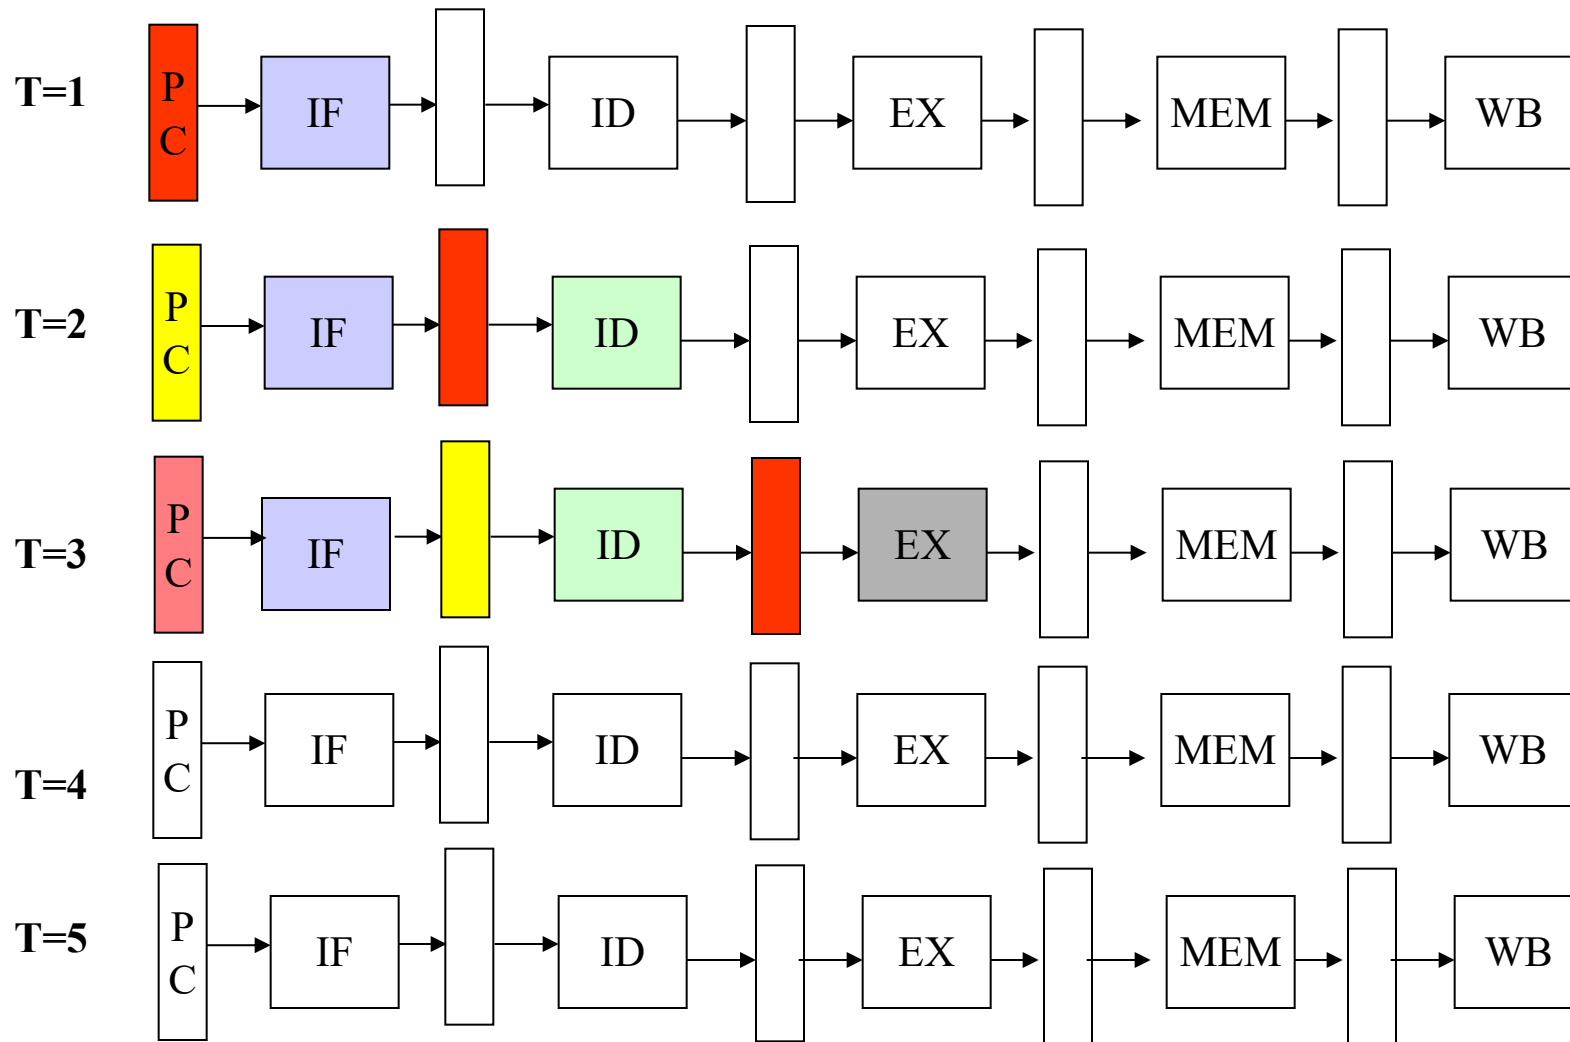 T=1 P C IF ID EX MEM WB
T=2 P C IF ID EX MEM WB
T=3 P C IF ID EX MEM WB
T=4 P C IF ID EX MEM WB
T=5 P C IF ID EX MEM WB